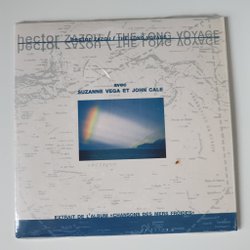 hector zazou / THE LONG VOYAGE
avec
SUZANNE VEGA ET JOHN CALE
EXTRAIT DE L'ALBUM «CHANSONS DES MERS FROIDES»